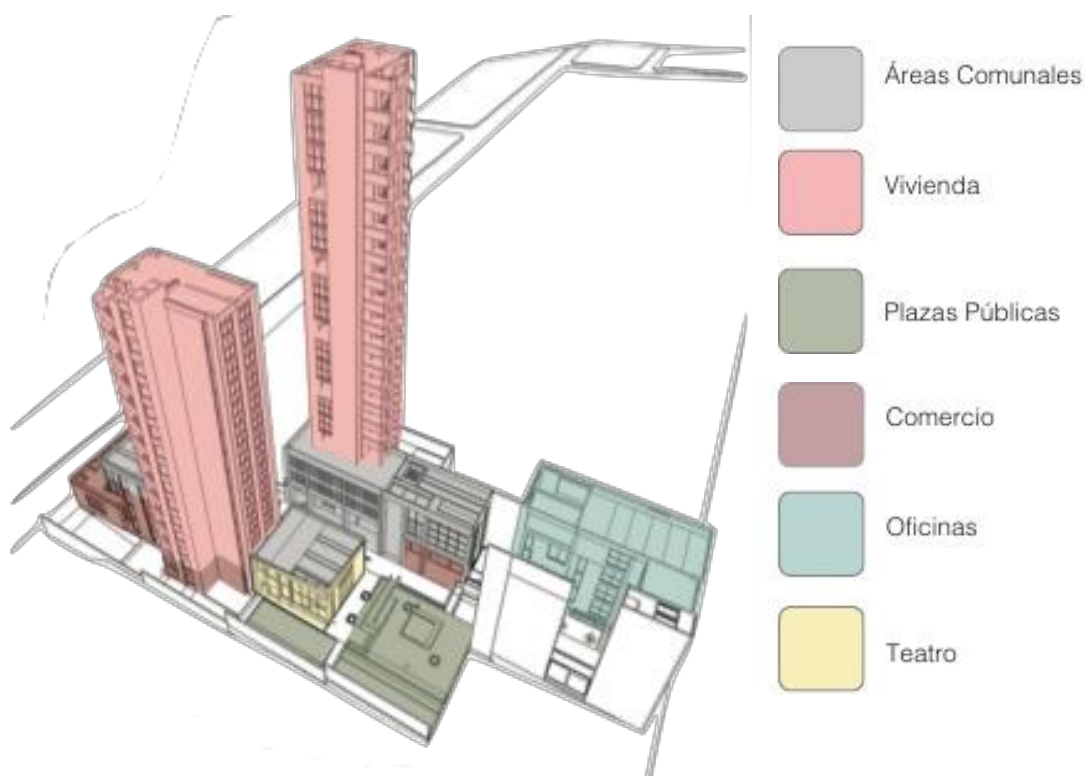 Áreas Comunales
Vivienda
Plazas Públicas
Comercio
Oficinas
Teatro